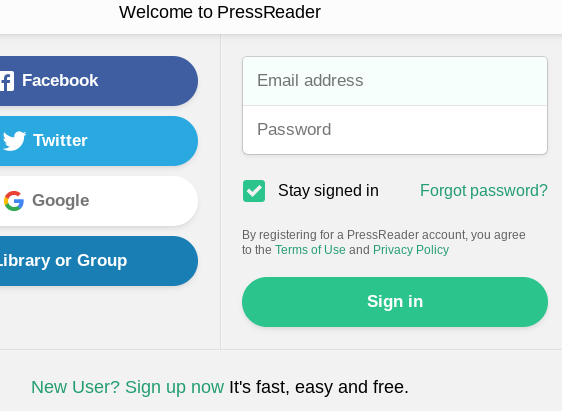 Welcome to PressReader
Facebook
Twitter
Google
Library or Group
Email address
Password
Stay signed in
Forgot password?
By registering for a PressReader account, you agree
to the Terms of Use and Privacy Policy
Sign in
New User? Sign up now It's fast, easy and free.